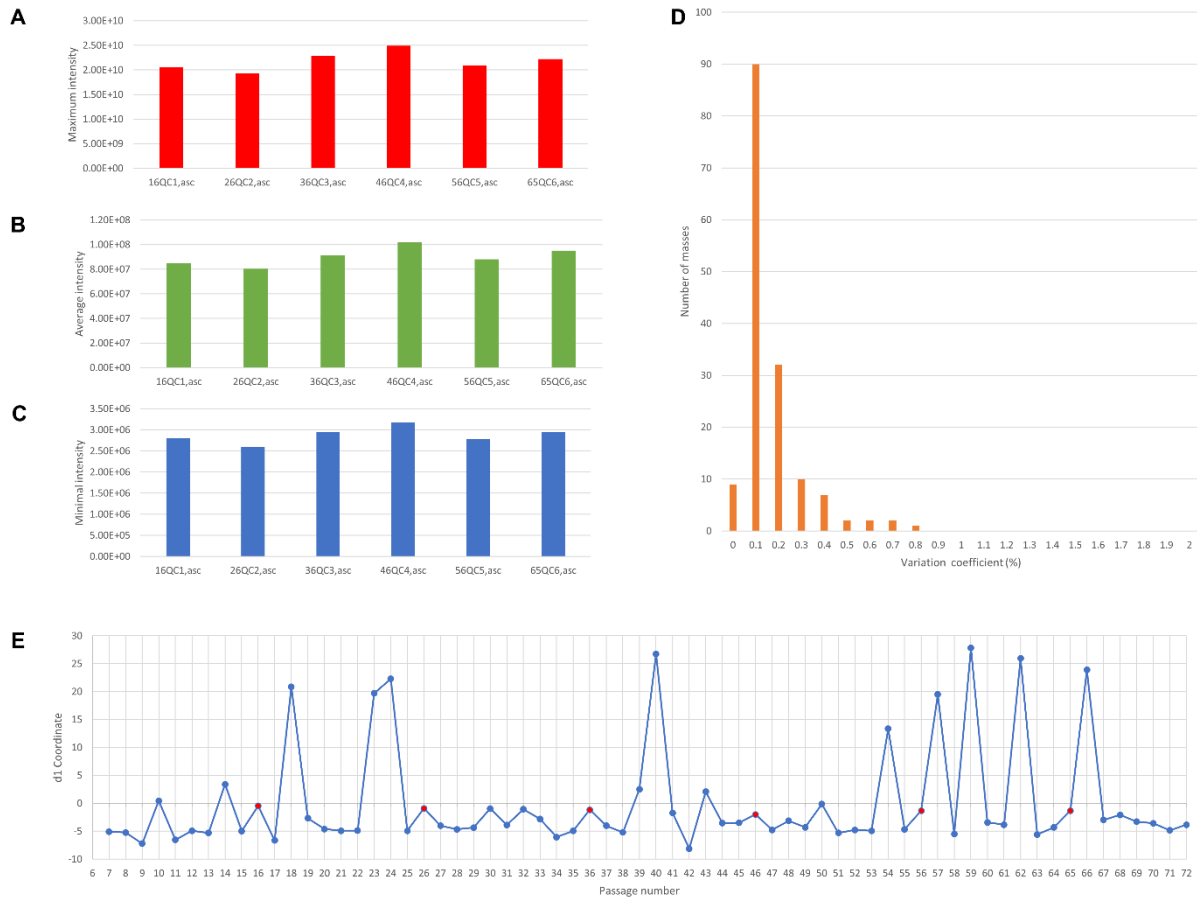 A
3.00E+10
2.50E+10
2.00E+10
1.50E+10
1.00E+10
5.00E+09
0.00E+00
Maximum intensity
16QC1,asc 26QC2,asc 36QC3,asc 46QC4,asc 56QC5,asc 65QC6,asc
B
1.20E+08
1.00E+08
8.00E+07
6.00E+07
4.00E+07
2.00E+07
0.00E+00
Average intensity
16QC1,asc 26QC2,asc 36QC3,asc 46QC4,asc 56QC5,asc 65QC6,asc
C
3.50E+06
3.00E+06
2.50E+06
2.00E+06
1.50E+06
1.00E+06
5.00E+05
0.00E+00
Minimal intensity
16QC1,asc 26QC2,asc 36QC3,asc 46QC4,asc 56QC5,asc 65QC6,asc
D
100
90
80
70
60
50
40
30
20
10
0
Number of masses
0 0.1 0.2 0.3 0.4 0.5 0.6 0.7 0.8 0.9 1 1.1 1.2 1.3 1.4 1.5 1.6 1.7 1.8 1.9 2
Variation coefficient (%)
E
30
25
20
15
10
5
0
-5
-10
d1 Coordinate
6 7 8 9 10 11 12 13 14 15 16 17 18 19 20 21 22 23 24 25 26 27 28 29 30 31 32 33 34 35 36 37 38 39 40 41 42 43 44 45 46 47 48 49 50 51 52 53 54 55 56 57 58 59 60 61 62 63 64 65 66 67 68 69 70 71 72
Passage number